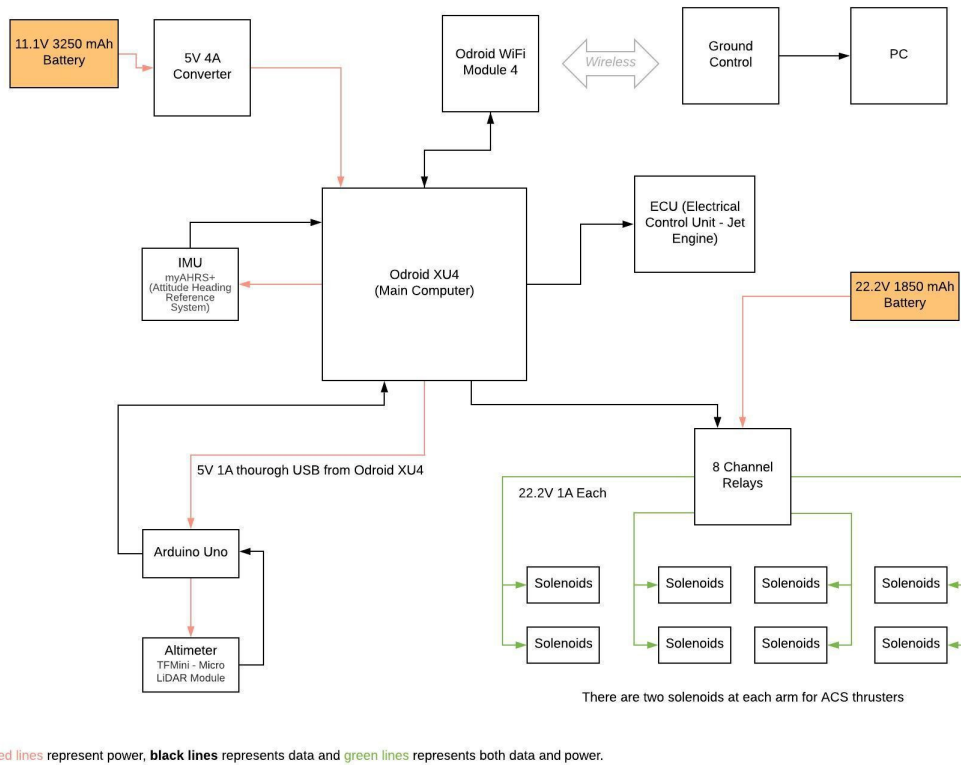 11.1V 3250 mAh
Battery
5V 4A
Converter
Odroid WiFi
Module 4
Wireless
Ground
Control
PC
ECU (Electrical
Control Unit - Jet
Engine)
IMU
myAHRS+
(Attitude Heading
Reference
System)
Odroid XU4
(Main Computer)
22.2V 1850 mAh
Battery
5V 1A thourogh USB from Odroid XU4
8 Channel
Relays
22.2V 1A Each
Arduino Uno
Solenoids
Solenoids
Solenoids
Solenoids
Solenoids
Solenoids
Solenoids
Solenoids
Altimeter
TFMini - Micro
LiDAR Module
There are two solenoids at each arm for ACS thrusters
ed lines represent power, black lines represents data and green lines represents both data and power.